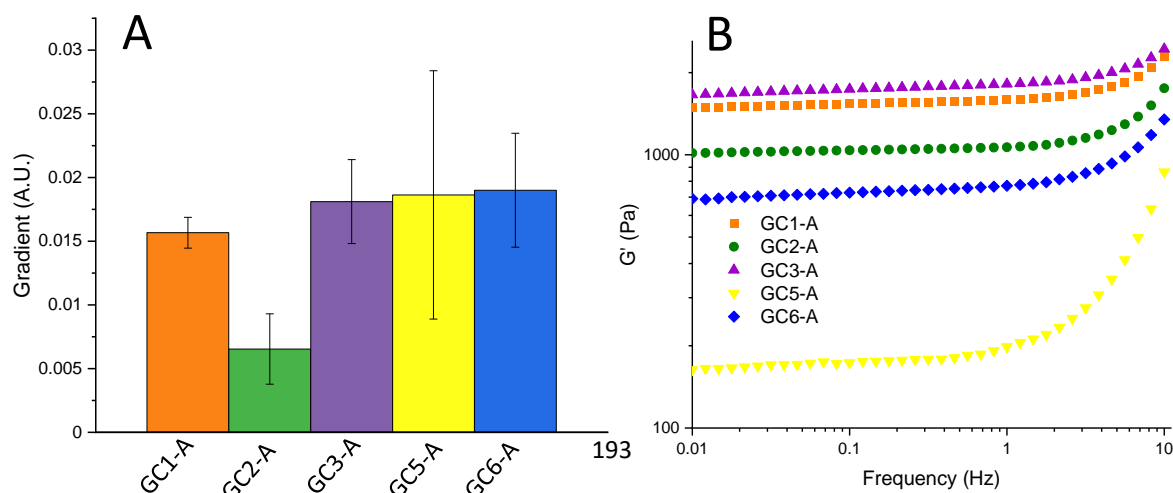 A
Gradient (A.U.)
0.03
0.025
0.02
0.015
0.01
0.005
0
GC1-A
GC2-A
GC3-A
GC5-A
GC6-A
193
B
G' (Pa)
1000
100
GC1-A
GC2-A
GC3-A
GC5-A
GC6-A
0.01
0.1
1
10
Frequency (Hz)